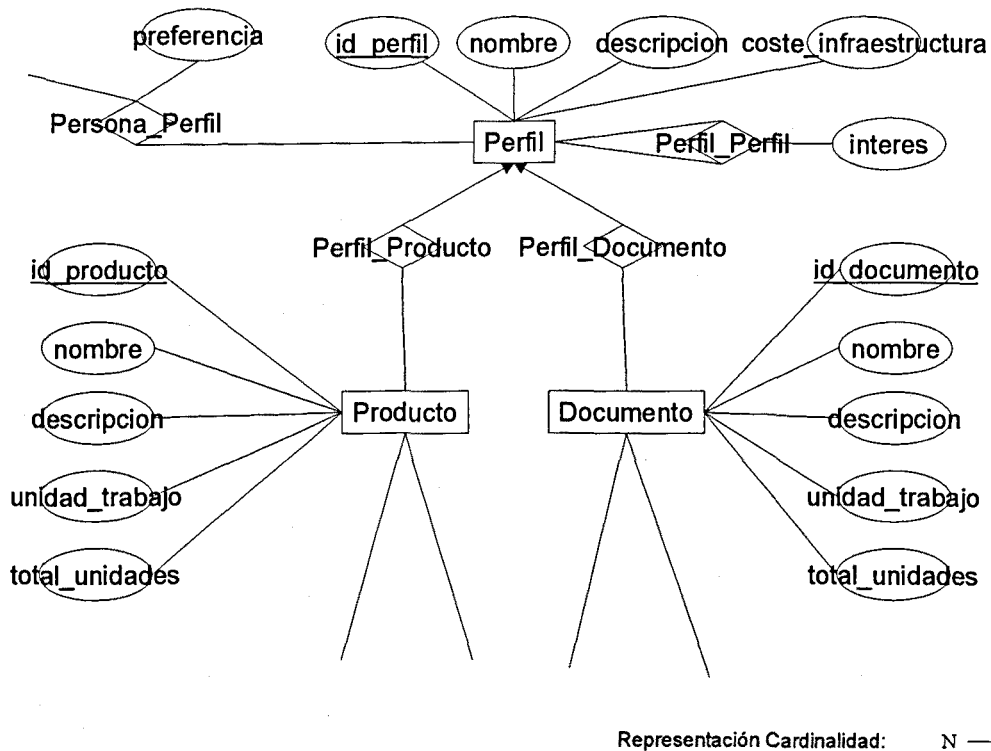 preferencia
id_perfil
nombre
descripcion
coste_infraestructura
Persona_Perfil
Perfil
Perfil_Perfil
interes
Perfil_Producto
Perfil_Documento
id_producto
id_documento
nombre
nombre
descripcion
Producto
Documento
descripcion
unidad_trabajo
unidad_trabajo
total_unidades
total_unidades
Representación Cardinalidad: N —